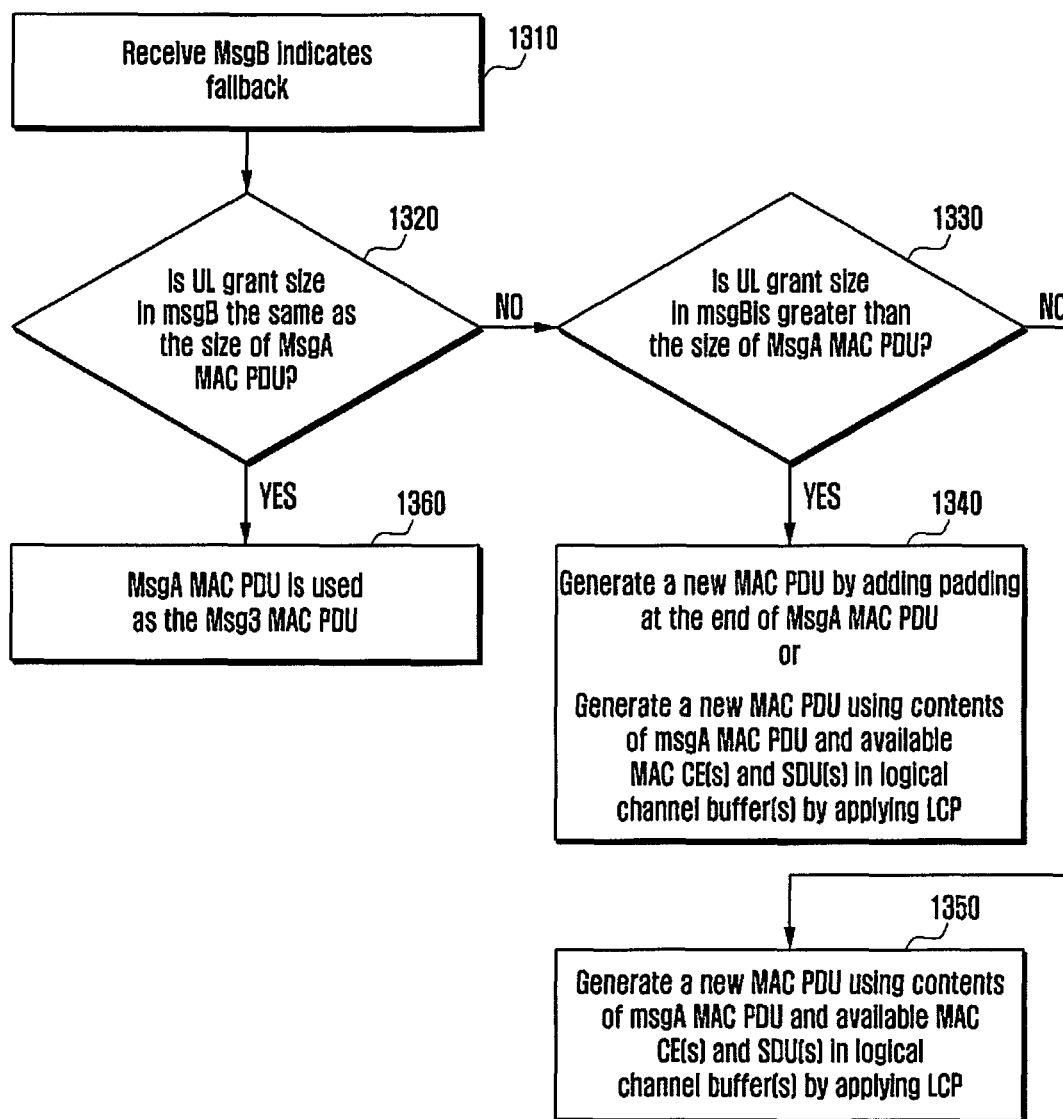 Receive MsgB indicates
fallback
1310
1320
Is UL grant size
in msgB the same as
the size of MsgA
MAC PDU?
NO
YES
1330
Is UL grant size
in msgBis greater than
the size of MsgA MAC PDU?
NO
YES
1360
MsgA MAC PDU is used
as the Msg3 MAC PDU
1340
Generate a new MAC PDU by adding padding
at the end of MsgA MAC PDU
or
Generate a new MAC PDU using contents
of msgA MAC PDU and available
MAC CE(s) and SDU(s) in logical
channel buffer(s) by applying LCP
1350
Generate a new MAC PDU using contents
of msgA MAC PDU and available MAC
CE(s) and SDU(s) in logical
channel buffer(s) by applying LCP